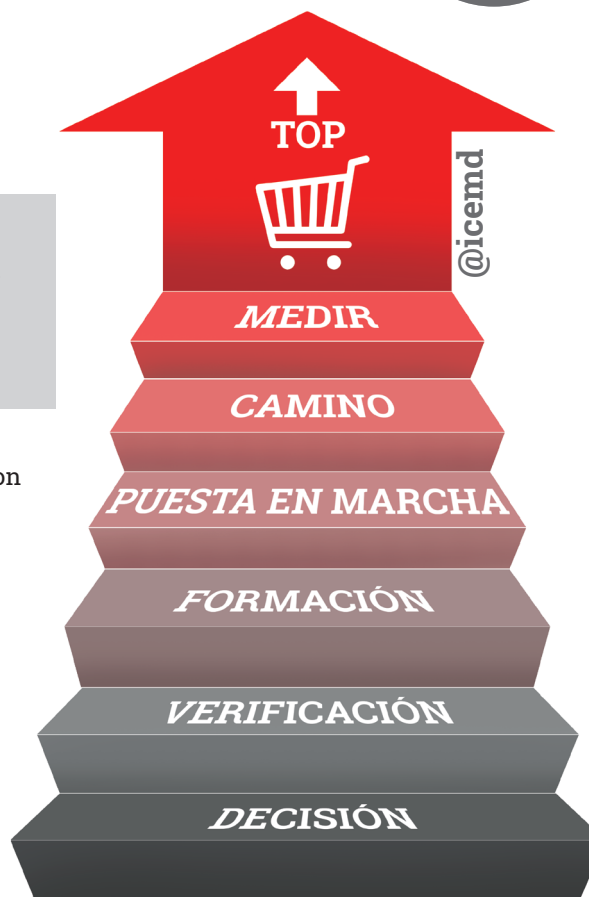 TOP
@icemd
MEDIR
CAMINO
on
PUESTA EN MARCHA
FORMACIÓN
VERIFICACIÓN
DECISIÓN